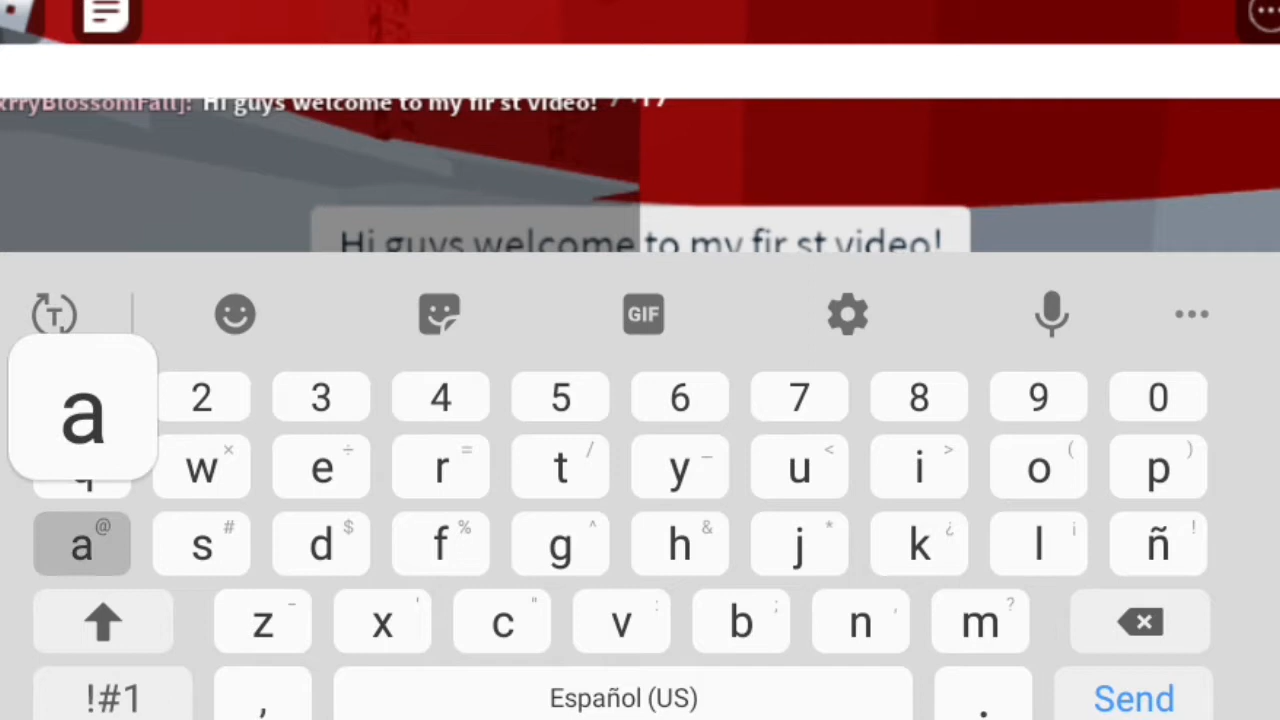 xrryBlossomFall]: Hi guys welcome to my fir st video!
Hi guys welcome to my fir st video!
T
GIF
a
2 3 4 5 6 7 8 9 0
q w × e ÷ r = t / y _ u < i > o ( p )
a @ s # d $ f % g ^ h & j * k ¿ l ¡ ñ !
z - x ' c " v : b ; n , m ?
!#1 , Español (US) . Send